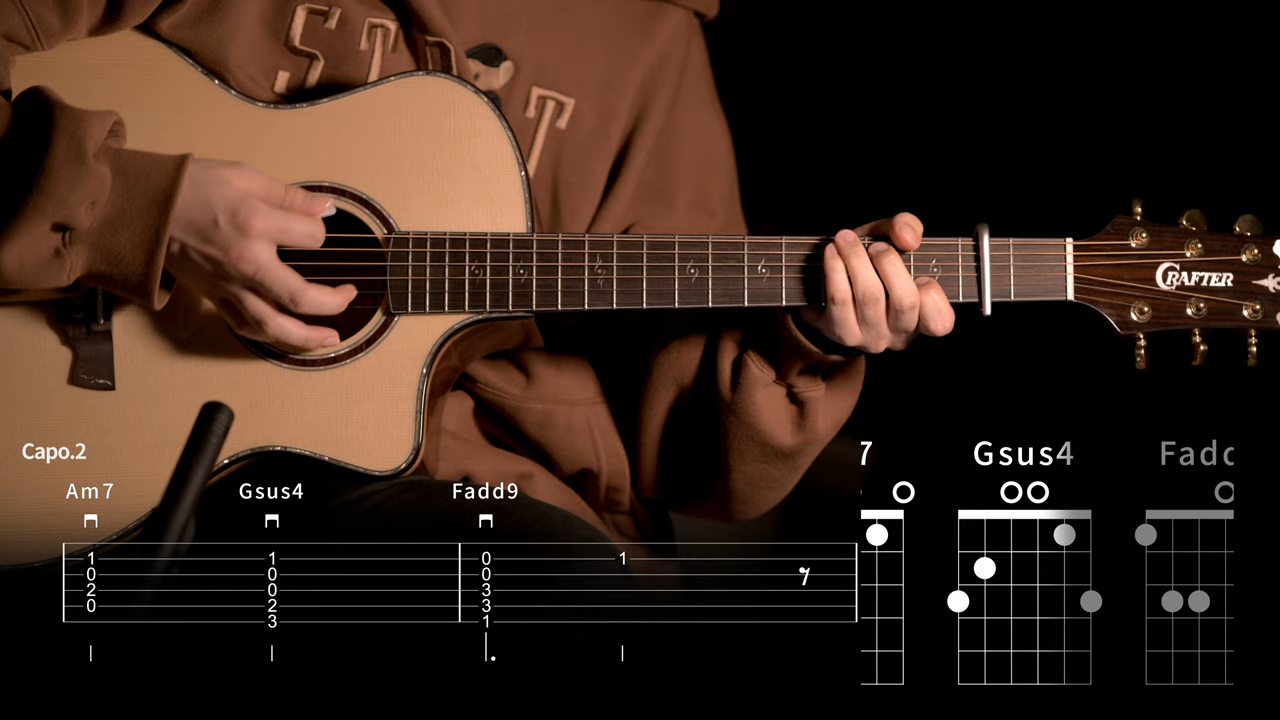 ST
T
CRAFTER
Capo.2
Am7 Gsus4 Fadd9
1 1 0 1
0 0 0
2 0 3
0 2 3
3 1
7 Gsus4 Fadd